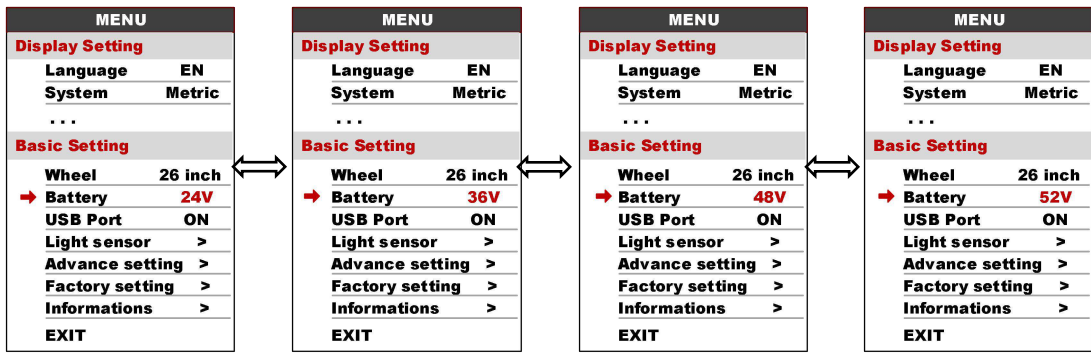 MENU
Display Setting
Language EN
System Metric
...
Basic Setting
Wheel 26 inch
Battery 24V
USB Port ON
Light sensor >
Advance setting >
Factory setting >
Informations >
EXIT
MENU
Display Setting
Language EN
System Metric
...
Basic Setting
Wheel 26 inch
Battery 36V
USB Port ON
Light sensor >
Advance setting >
Factory setting >
Informations >
EXIT
MENU
Display Setting
Language EN
System Metric
...
Basic Setting
Wheel 26 inch
Battery 48V
USB Port ON
Light sensor >
Advance setting >
Factory setting >
Informations >
EXIT
MENU
Display Setting
Language EN
System Metric
...
Basic Setting
Wheel 26 inch
Battery 52V
USB Port ON
Light sensor >
Advance setting >
Factory setting >
Informations >
EXIT